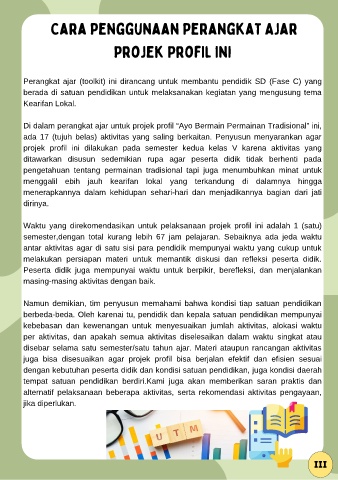 CARA PENGGUNAAN PERANGKAT AJAR
PROJEK PROFIL INI
Perangkat ajar (toolkit) ini dirancang untuk membantu pendidik SD (Fase C) yang
berada di satuan pendidikan untuk melaksanakan kegiatan yang mengusung tema
Kearifan Lokal.
Di dalam perangkat ajar untuk projek profil "Ayo Bermain Permainan Tradisional" ini,
ada 17 (tujuh belas) aktivitas yang saling berkaitan. Penyusun menyarankan agar
projek profil ini dilakukan pada semester kedua kelas V karena aktivitas yang
ditawarkan disusun sedemikian rupa agar peserta didik tidak berhenti pada
pengetahuan tentang permainan tradisional tapi juga menumbuhkan minat untuk
menggalil ebih jauh kearifan lokal yang terkandung di dalamnya hingga
menerapkannya dalam kehidupan sehari-hari dan menjadikannya bagian dari jati
dirinya.
Waktu yang direkomendasikan untuk pelaksanaan projek profil ini adalah 1 (satu)
semester,dengan total kurang lebih 67 jam pelajaran. Sebaiknya ada jeda waktu
antar aktivitas agar di satu sisi para pendidik mempunyai waktu yang cukup untuk
melakukan persiapan materi untuk memantik diskusi dan refleksi peserta didik.
Peserta didik juga mempunyai waktu untuk berpikir, berefleksi, dan menjalankan
masing-masing aktivitas dengan baik.
Namun demikian, tim penyusun memahami bahwa kondisi tiap satuan pendidikan
berbeda-beda. Oleh karenai tu, pendidik dan kepala satuan pendidikan mempunyai
kebebasan dan kewenangan untuk menyesuaikan jumlah aktivitas, alokasi waktu
per aktivitas, dan apakah semua aktivitas diselesaikan dalam waktu singkat atau
disebar selama satu semester/satu tahun ajar. Materi ataupun rancangan aktivitas
juga bisa disesuaikan agar projek profil bisa berjalan efektif dan efisien sesuai
dengan kebutuhan peserta didik dan kondisi satuan pendidikan, juga kondisi daerah
tempat satuan pendidikan berdiri.Kami juga akan memberikan saran praktis dan
alternatif pelaksanaan beberapa aktivitas, serta rekomendasi aktivitas pengayaan,
jika diperlukan.
UTM
III